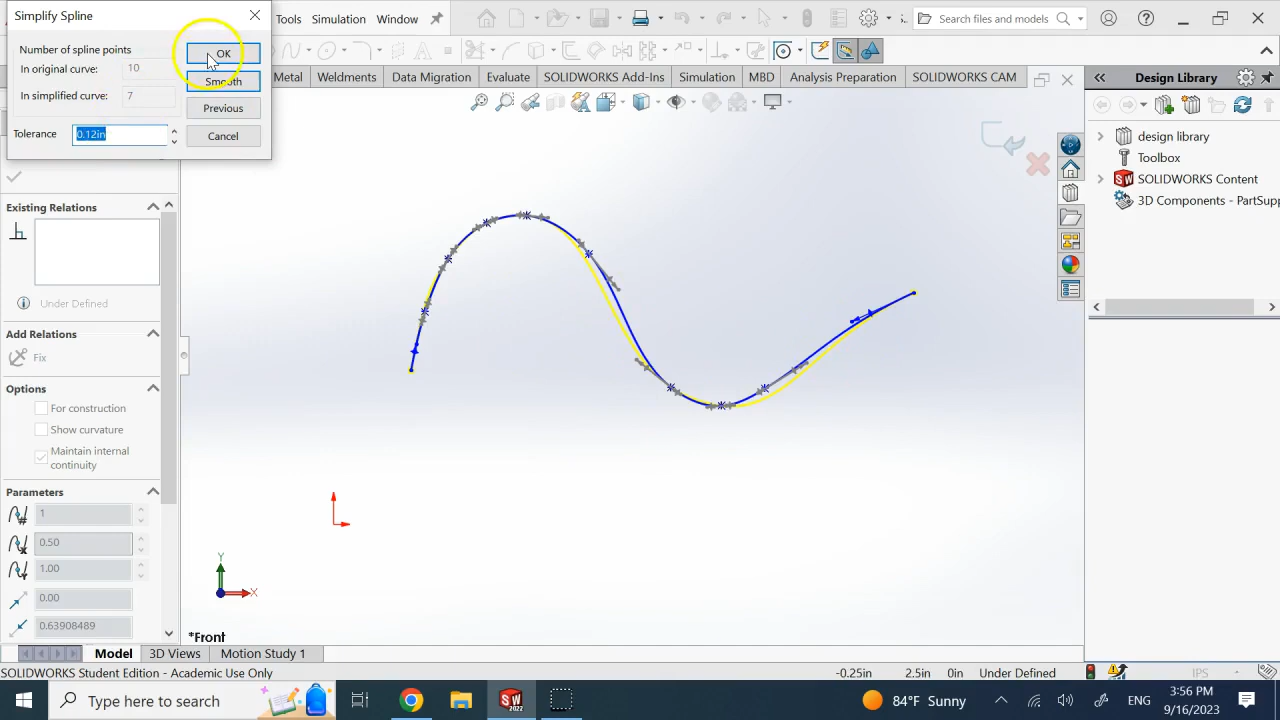 Simplify Spline
Tools Simulation Window
Search files and models
Number of spline points
OK
In original curve: 10
Smooth
In simplified curve: 7
Previous
Tolerance 0.12in
Cancel
Metal Weldments Data Migration Evaluate SOLIDWORKS Add-Ins Simulation MBD Analysis Preparation SOLIDWORKS CAM
Design Library
design library
Toolbox
SOLIDWORKS Content
3D Components - PartSupp
Existing Relations
Under Defined
Add Relations
Fix
Options
For construction
Show curvature
Maintain internal
continuity
Parameters
1
0.50
1.00
0.00
0.63908489
Y
X
*Front
Model 3D Views Motion Study 1
SOLIDWORKS Student Edition - Academic Use Only
-0.25in 2.5in 0in Under Defined IPS
Type here to search
SW
2022
84°F Sunny
ENG
3:56 PM
9/16/2023